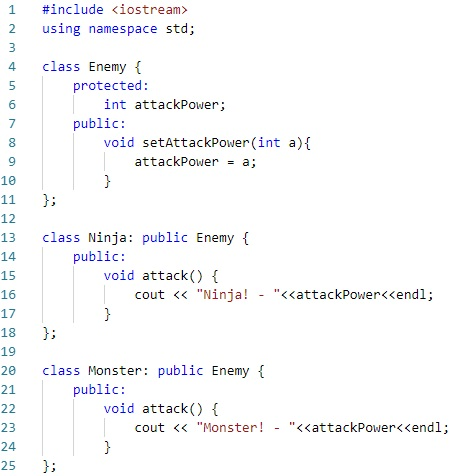 1 #include <iostream>
2 using namespace std;
3
4 class Enemy {
5     protected:
6         int attackPower;
7     public:
8         void setAttackPower(int a){
9             attackPower = a;
10         }
11 };
12
13 class Ninja: public Enemy {
14     public:
15         void attack() {
16             cout << "Ninja! - "<<attackPower<<endl;
17         }
18 };
19
20 class Monster: public Enemy {
21     public:
22         void attack() {
23             cout << "Monster! - "<<attackPower<<endl;
24         }
25 };